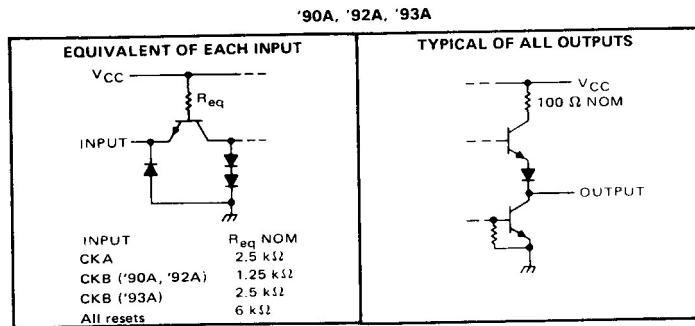 '90A, '92A, '93A
EQUIVALENT OF EACH INPUT
VCC
Req
INPUT
INPUT Req NOM
CKA 2.5 kΩ
CKB ('90A, '92A) 1.25 kΩ
CKB ('93A) 2.5 kΩ
All resets 6 kΩ
TYPICAL OF ALL OUTPUTS
VCC
100 Ω NOM
OUTPUT